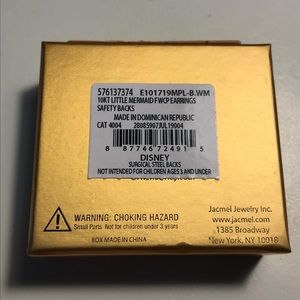 576137374 E101719MPL-B.WM
10KT LITTLE MERMAID FWCP EARRINGS
SAFETY BACKS
MADE IN DOMINICAN REPUBLIC
CAT 4004 28085907JUL19004
8 87746 72491 5
DISNEY
SURGICAL STEEL BACKS
NOT INTENDED FOR CHILDREN AGES 3 AND UNDER
WARNING: CHOKING HAZARD
Small Parts Not for children under 3 years
BOX MADE IN CHINA
Jacmel Jewelry Inc.
www.jacmel.com
1385 Broadway
New York, NY 10018